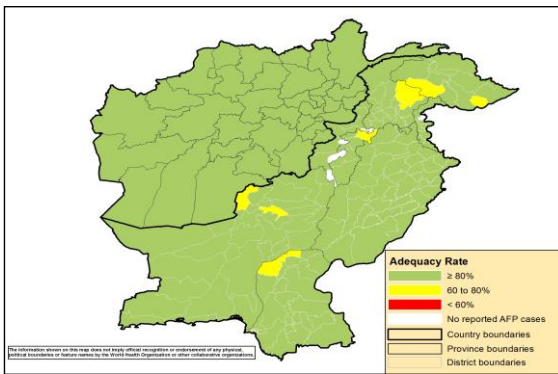 Adequacy Rate
≥ 80%
60 to 80%
< 60%
No reported AFP cases
Country boundaries
Province boundaries
District boundaries
The information shown on this map does not imply official recognition or endorsement of any physical,
political boundaries or feature names by the World Health Organization or other collaborative organizations.